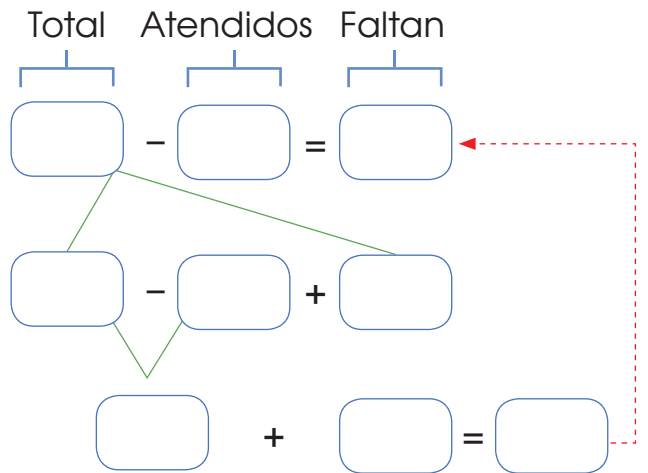 Total Atendidos Faltan
- =
- +
+ =